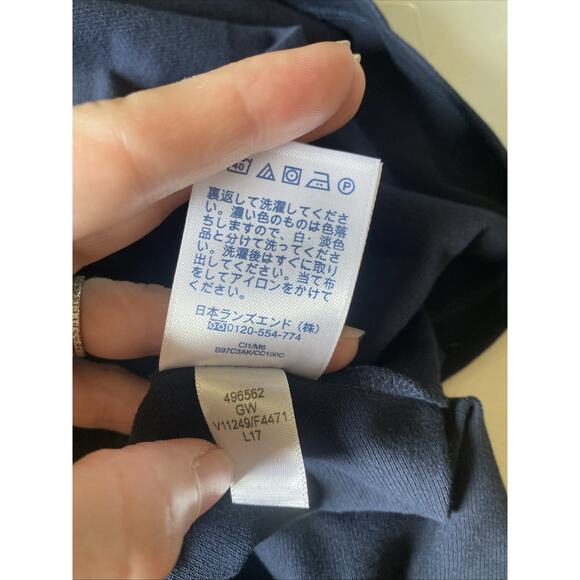 40 P
裏返して洗濯してくださ
い。濃い色のものは色落
ちしますので、白・淡色
品と分けて洗ってくださ
い。洗濯後はすぐに取り
出してください。当て布
をしてアイロンをかけて
ください。
日本ランズエンド(株)
0120-554-774
CI1/M6
B97C3AK/CC100C
496562
GW
V11249/F4471
L17